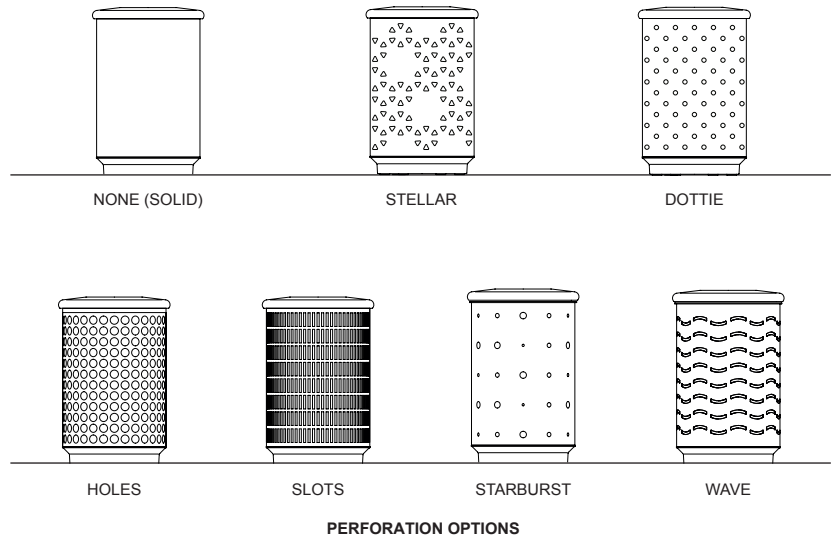 NONE (SOLID) STELLAR DOTTIE
HOLES SLOTS STARBURST WAVE
PERFORATION OPTIONS